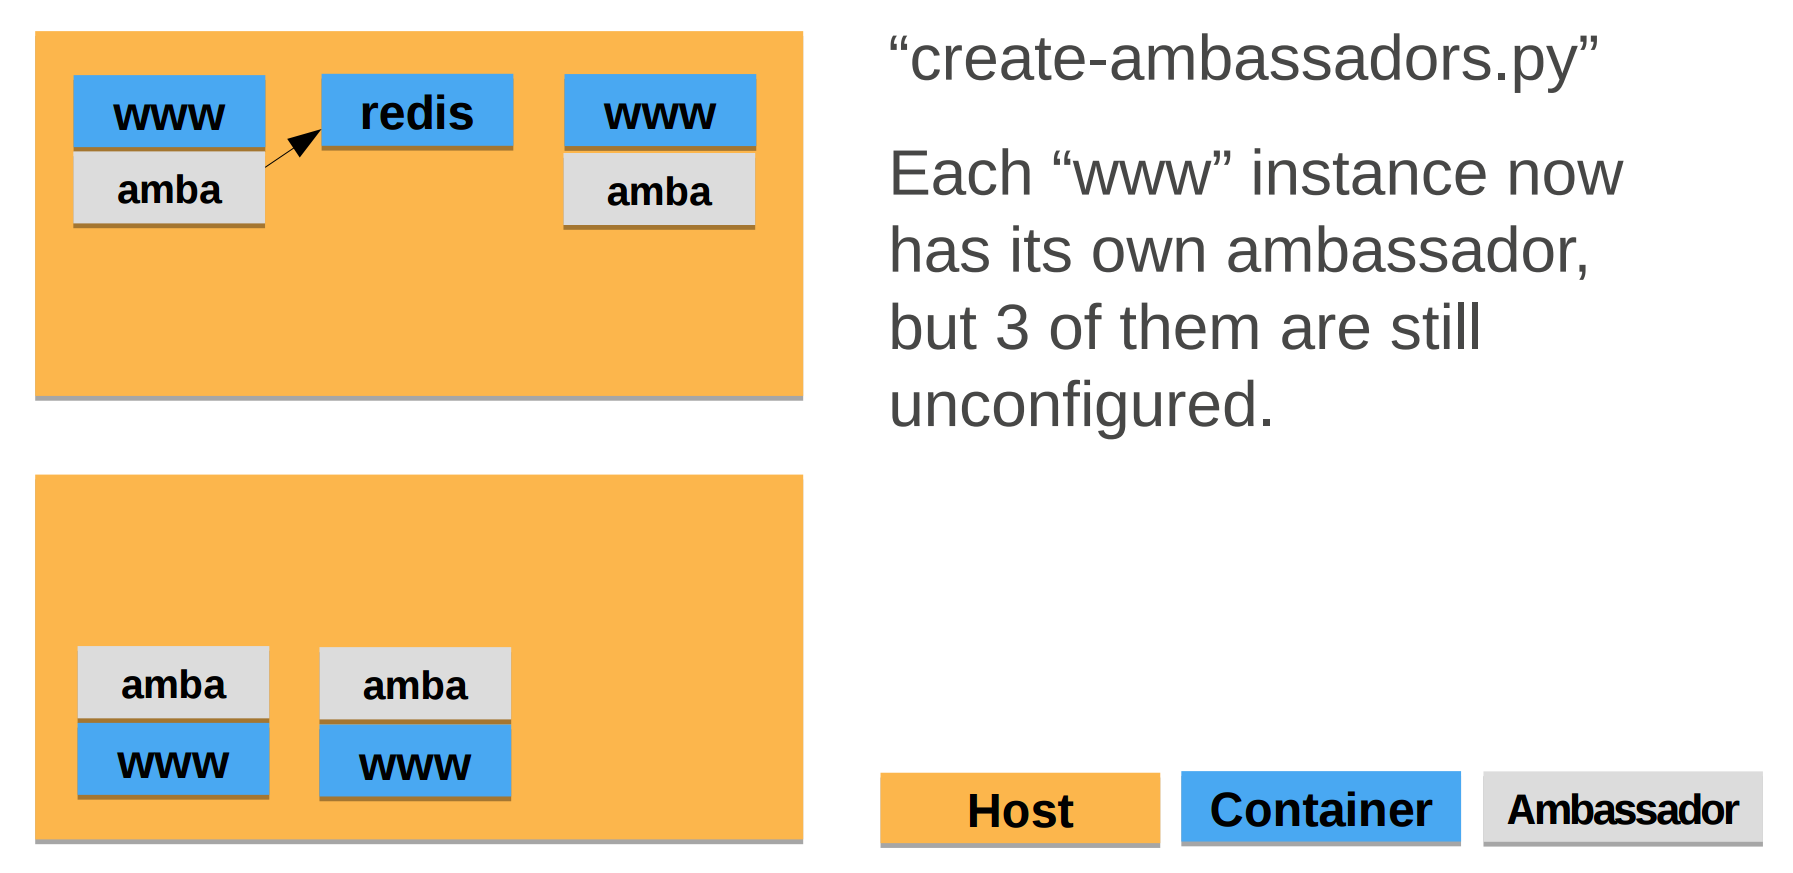 www
redis
www
amba
amba
amba
amba
www
www
“create-ambassadors.py”
Each “www” instance now
has its own ambassador,
but 3 of them are still
unconfigured.
Host
Container
Ambassador